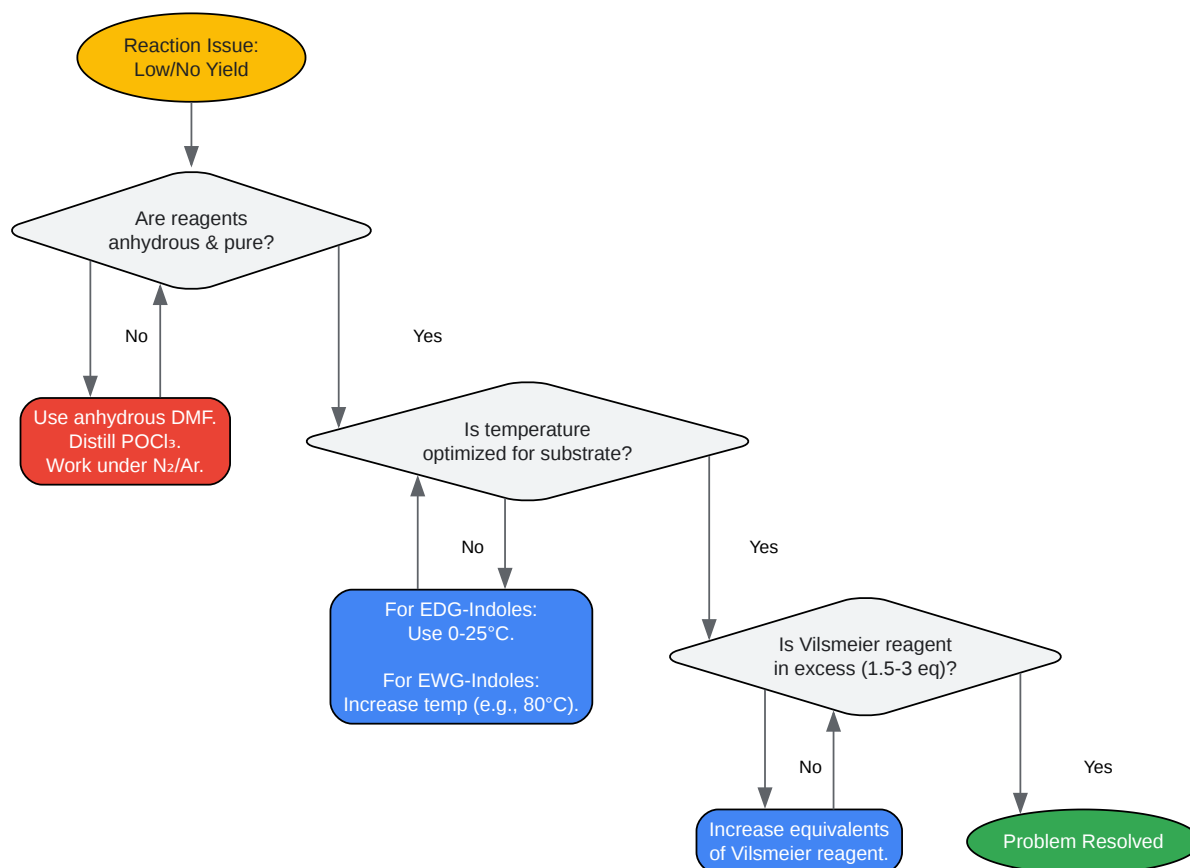 Reaction Issue:
Low/No Yield
Are reagents
anhydrous & pure?
No
Yes
Use anhydrous DMF.
Distill POCl₃.
Work under N₂/Ar.
Is temperature
optimized for substrate?
No
Yes
For EDG-Indoles:
Use 0-25°C.
For EWG-Indoles:
Increase temp (e.g., 80°C).
Is Vilsmeier reagent
in excess (1.5-3 eq)?
No
Yes
Increase equivalents
of Vilsmeier reagent.
Problem Resolved